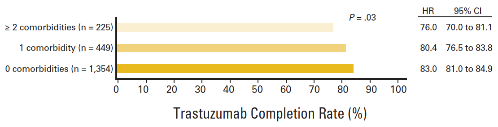 HR 95% CI
P = .03
≥ 2 comorbidities (n = 225) 76.0 70.0 to 81.1
1 comorbidity (n = 449) 80.4 76.5 to 83.8
0 comorbidities (n = 1,354) 83.0 81.0 to 84.9
0 10 20 30 40 50 60 70 80 90 100
Trastuzumab Completion Rate (%)